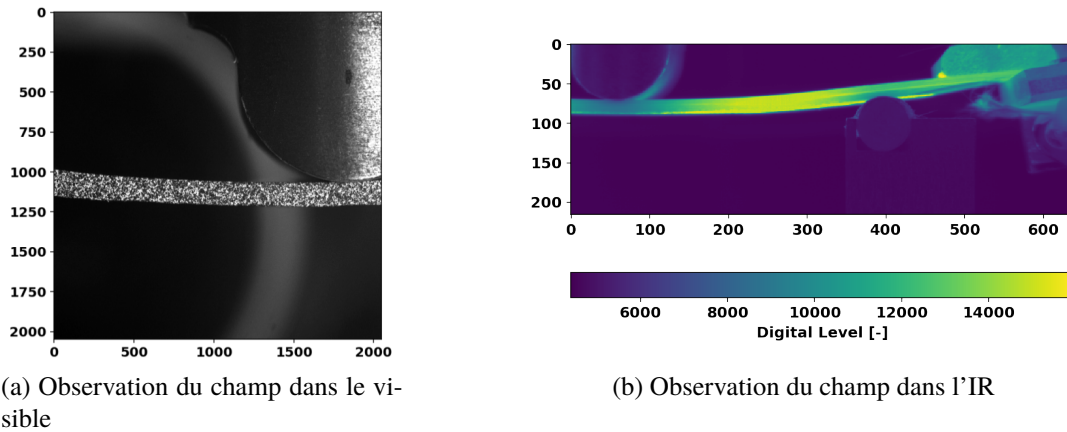 0
250
500
750
1000
1250
1500
1750
2000
0 500 1000 1500 2000
(a) Observation du champ dans le vi-
sible
0
50
100
150
200
0 100 200 300 400 500 600
6000 8000 10000 12000 14000
Digital Level [-]
(b) Observation du champ dans l'IR